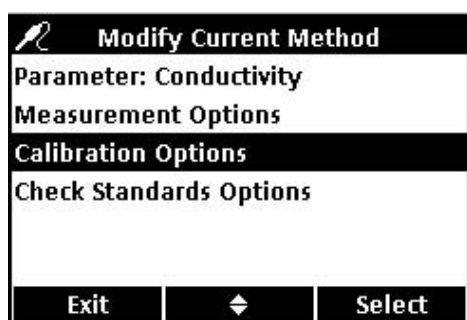 Modify Current Method
Parameter: Conductivity
Measurement Options
Calibration Options
Check Standards Options
Exit Select